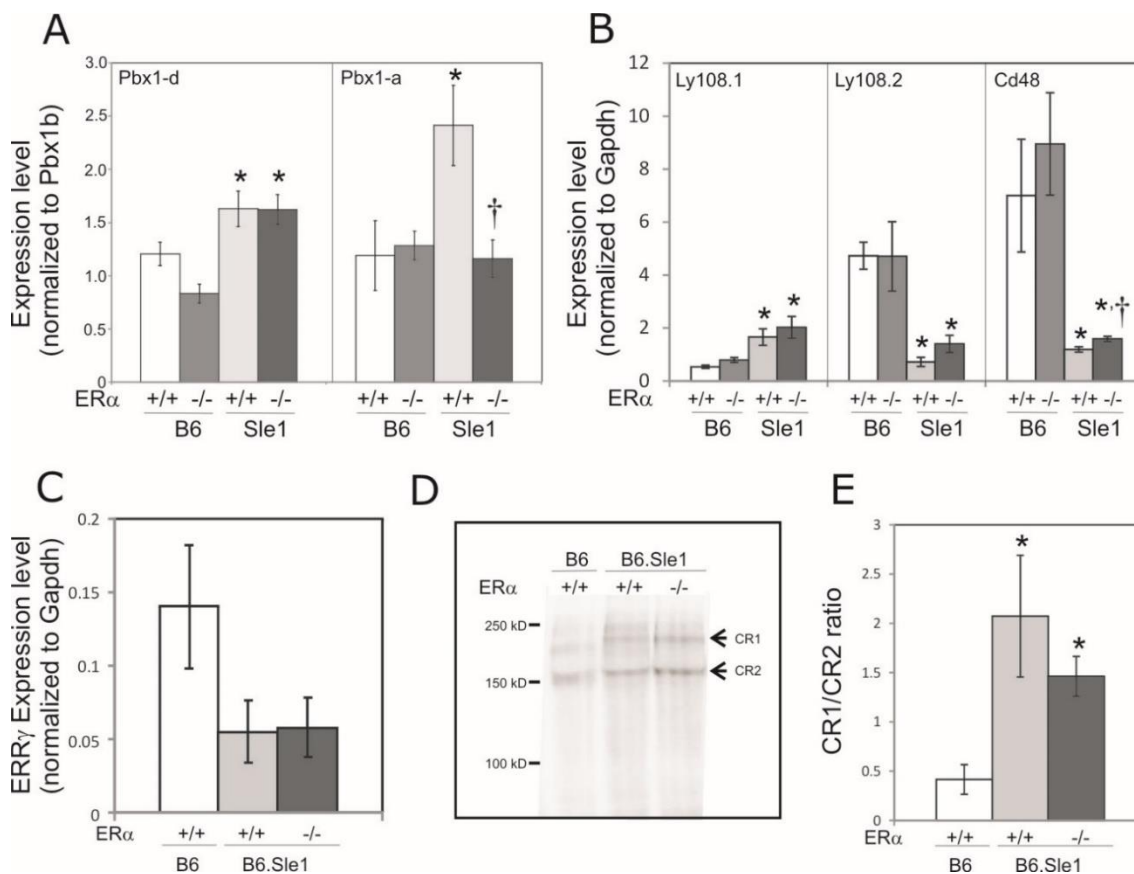 A
Expression level
(normalized to Pbx1b)
3.0
2.5
2.0
1.5
1.0
0.5
0
Pbx1-d
Pbx1-a
* * * †
ERα +/+ -/- +/+ -/- +/+ -/- +/+ -/-
B6 Sle1 B6 Sle1
B
Expression level
(normalized to Gapdh)
12
10
8
6
4
2
0
Ly108.1
Ly108.2
Cd48
* * * * * *,†
ERα +/+ -/- +/+ -/- +/+ -/- +/+ -/- +/+ -/- +/+ -/-
B6 Sle1 B6 Sle1 B6 Sle1
C
ERRγ Expression level
(normalized to Gapdh)
0.2
0.15
0.1
0.05
0
ERα +/+ +/+ -/-
B6 B6.Sle1
D
B6 B6.Sle1
ERα +/+ +/+ -/-
250 kD
CR1
CR2
150 kD
100 kD
E
CR1/CR2 ratio
3
2.5
2
1.5
1
0.5
0
* *
ERα +/+ +/+ -/-
B6 B6.Sle1